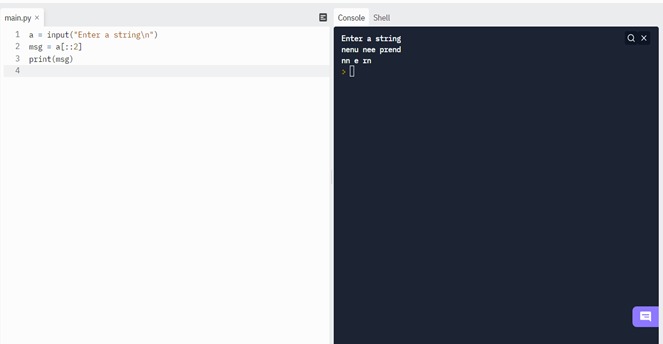 main.py ×
1 a = input("Enter a string\n")
2 msg = a[::2]
3 print(msg)
4
Console Shell
Enter a string
nenu nee prend
nn e rn
>